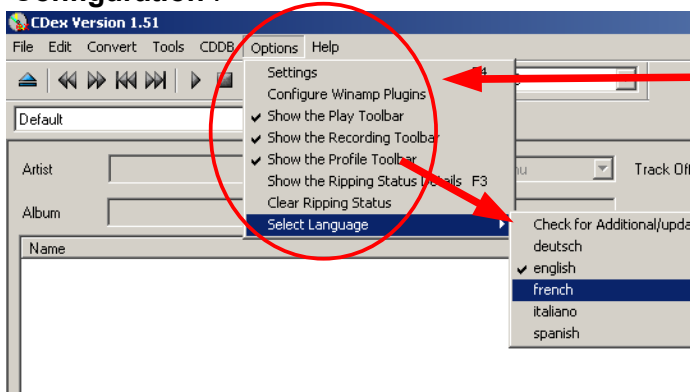 Configuration :
CDex Version 1.51
File Edit Convert Tools CDDB Options Help
Settings F4
Configure Winamp Plugins
Default
Show the Play Toolbar
Show the Recording Toolbar
Show the Profile Toolbar
Artist
Track Off
Show the Ripping Status Details F3
Clear Ripping Status
Album
Select Language
Check for Additional/upda
Name
deutsch
english
french
italiano
spanish